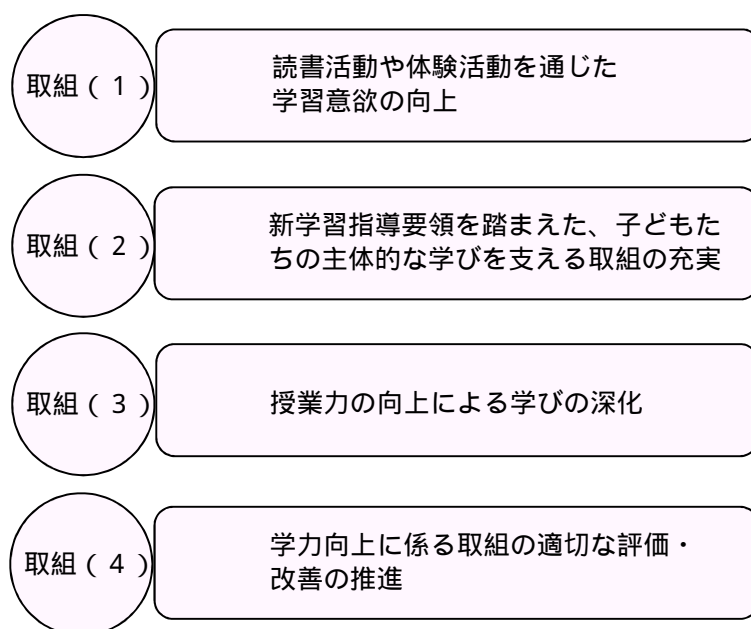 取組(1)
読書活動や体験活動を通じた
学習意欲の向上
取組(2)
新学習指導要領を踏まえた、子どもた
ちの主体的な学びを支える取組の充実
取組(3)
授業力の向上による学びの深化
取組(4)
学力向上に係る取組の適切な評価・
改善の推進